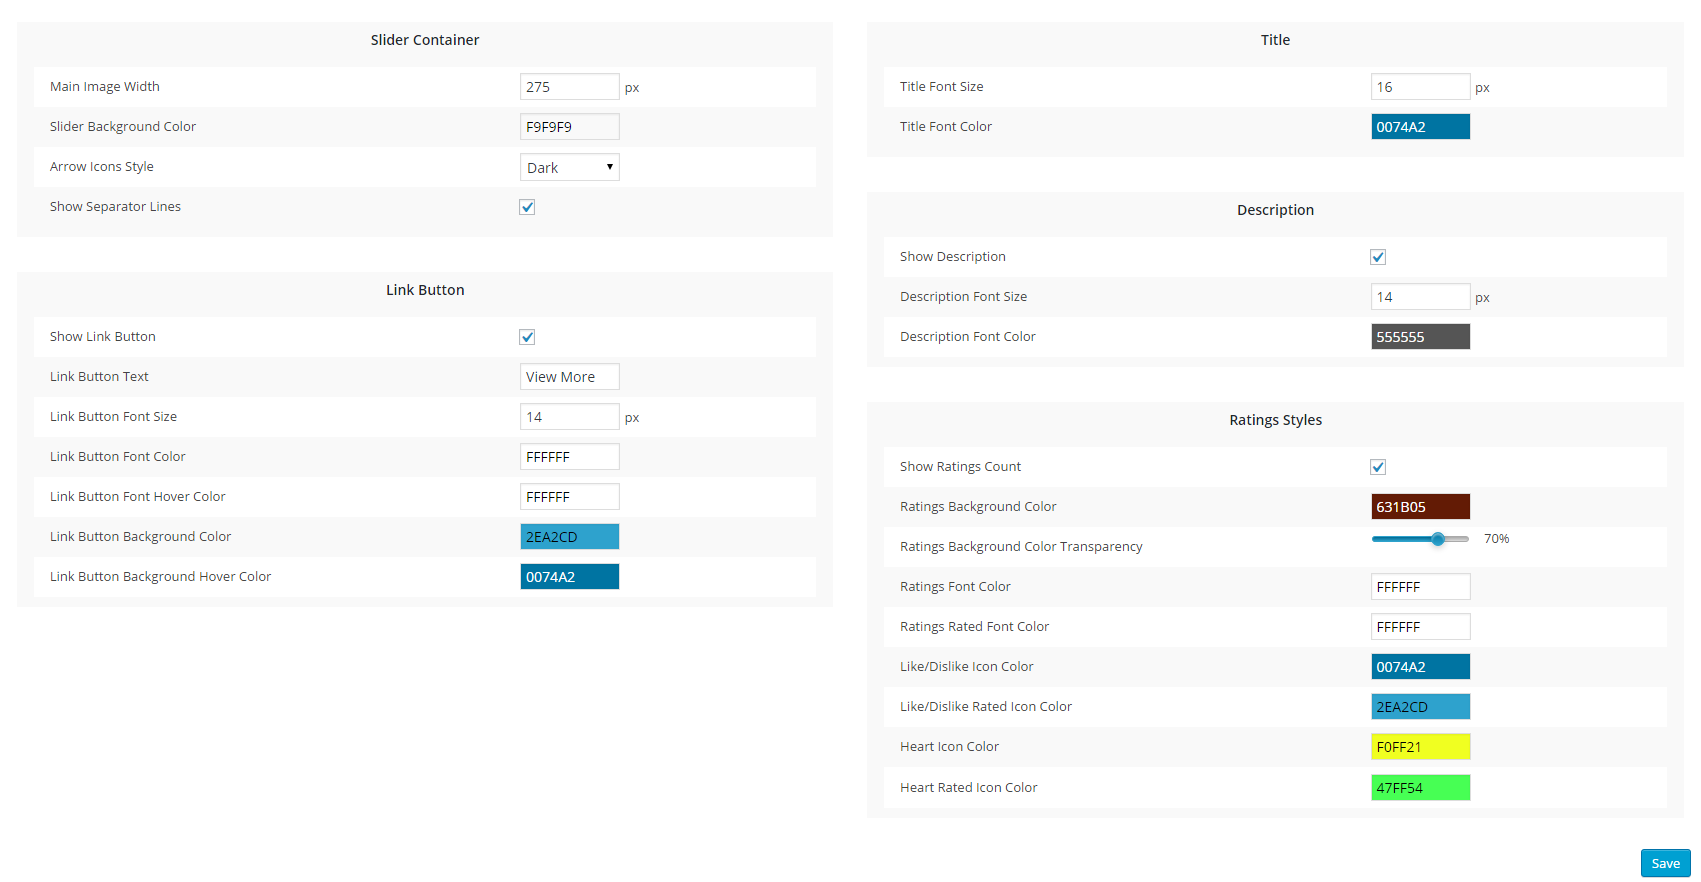 Slider Container
Main Image Width 275 px
Slider Background Color F9F9F9
Arrow Icons Style Dark
Show Separator Lines
Link Button
Show Link Button
Link Button Text View More
Link Button Font Size 14 px
Link Button Font Color FFFFFF
Link Button Font Hover Color FFFFFF
Link Button Background Color 2EA2CD
Link Button Background Hover Color 0074A2
Title
Title Font Size 16 px
Title Font Color 0074A2
Description
Show Description
Description Font Size 14 px
Description Font Color 555555
Ratings Styles
Show Ratings Count
Ratings Background Color 631B05
Ratings Background Color Transparency 70%
Ratings Font Color FFFFFF
Ratings Rated Font Color FFFFFF
Like/Dislike Icon Color 0074A2
Like/Dislike Rated Icon Color 2EA2CD
Heart Icon Color F0FF21
Heart Rated Icon Color 47FF54
Save